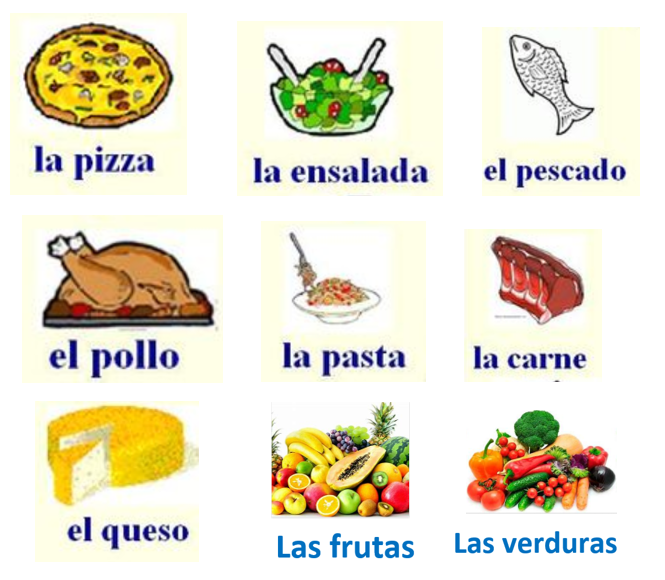 la pizza
la ensalada
el pescado
el pollo
la pasta
la carne
el queso
Las frutas
Las verduras